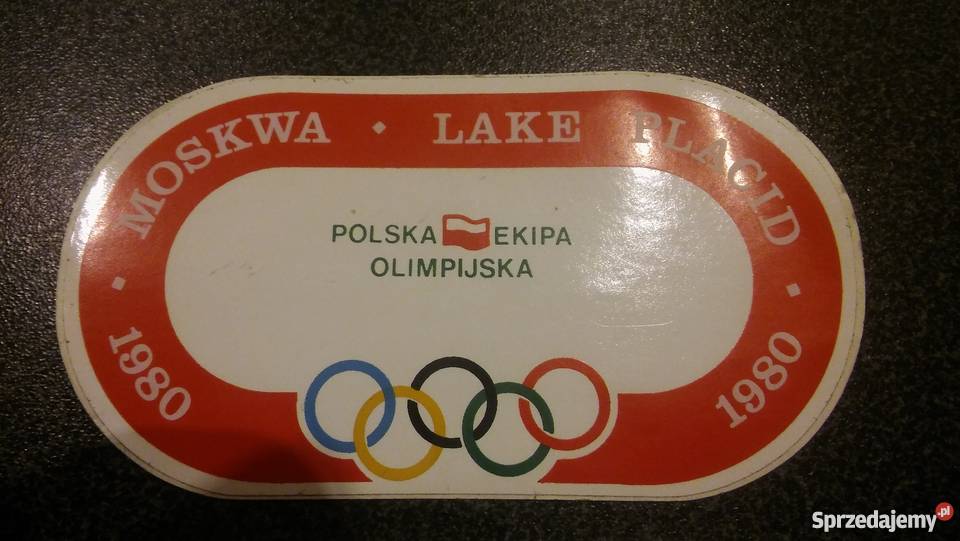 MOSKWA • LAKE PLACID
• 1980
• 1980
POLSKA EKIPA
OLIMPIJSKA
Sprzedajemy.pl